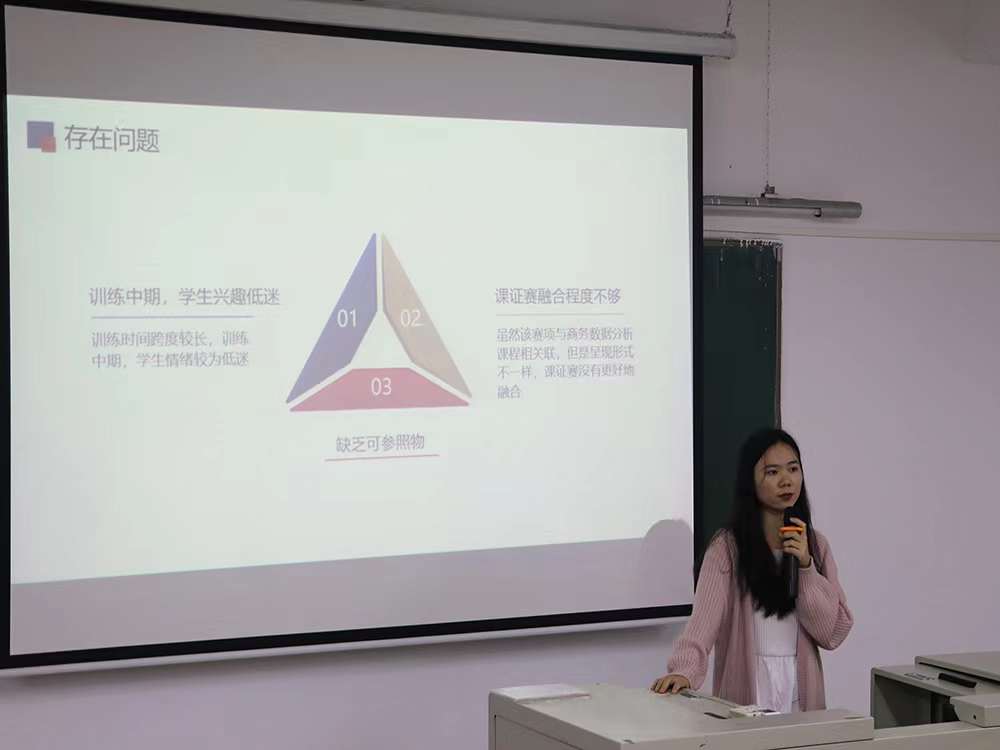 存在问题
训练中期，学生兴趣低迷
训练时间跨度较长，训练
中期，学生情绪较为低迷
01
02
03
课证赛融合程度不够
虽然该赛项与商务数据分析
课程相关联，但是呈现形式
不一样，课证赛没有更好地
融合
缺乏可参照物